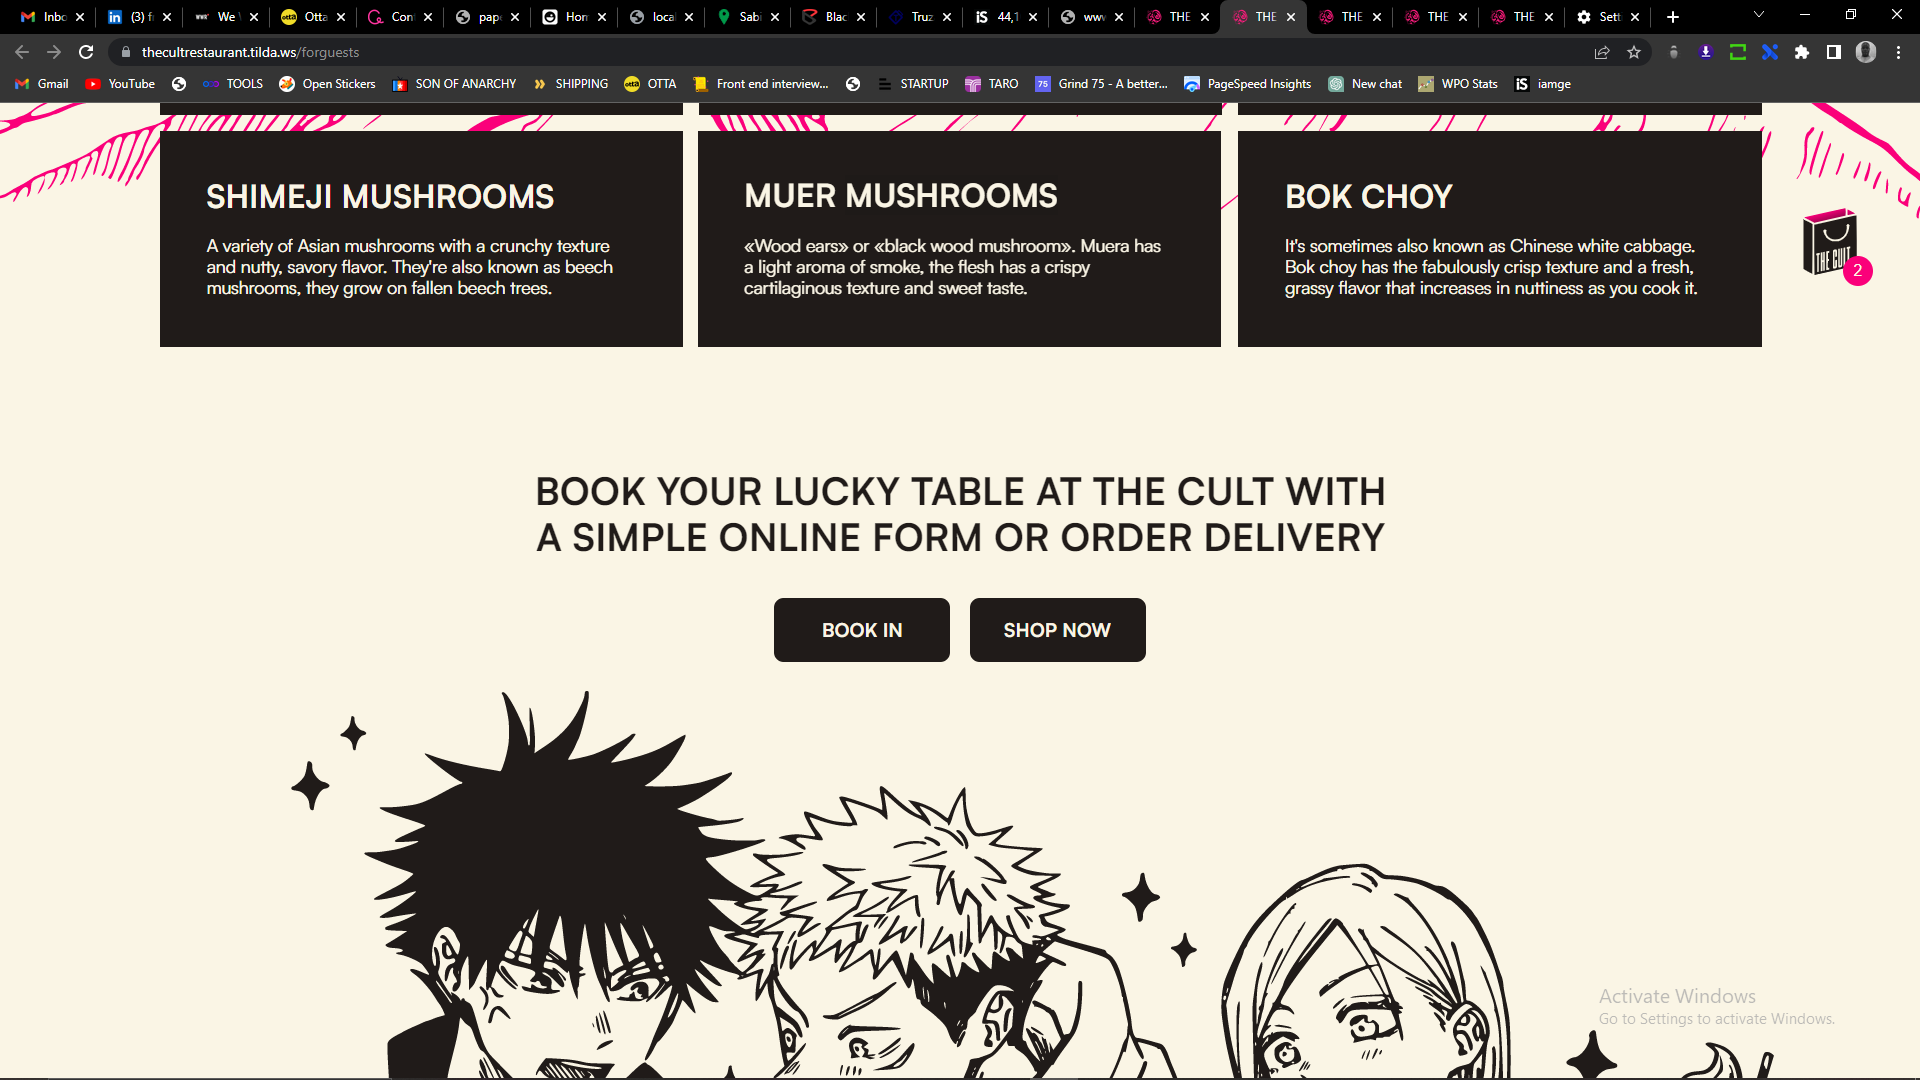 Inbo
(3) f
We
Otta
Con
pap
Hor
loca
Sabi
Blac
Truz
44,1
www
THE
THE
THE
THE
THE
Sett
thecultrestaurant.tilda.ws/forguests
Gmail
YouTube
TOOLS
Open Stickers
SON OF ANARCHY
SHIPPING
OTTA
Front end interview...
STARTUP
TARO
75
Grind 75 - A better...
PageSpeed Insights
New chat
WPO Stats
iS
iamge
SHIMEJI MUSHROOMS
A variety of Asian mushrooms with a crunchy texture
and nutty, savory flavor. They're also known as beech
mushrooms, they grow on fallen beech trees.
MUER MUSHROOMS
«Wood ears» or «black wood mushroom». Muera has
a light aroma of smoke, the flesh has a crispy
cartilaginous texture and sweet taste.
BOK CHOY
It's sometimes also known as Chinese white cabbage.
Bok choy has the fabulously crisp texture and a fresh,
grassy flavor that increases in nuttiness as you cook it.
THE CULT
2
BOOK YOUR LUCKY TABLE AT THE CULT WITH
A SIMPLE ONLINE FORM OR ORDER DELIVERY
BOOK IN
SHOP NOW
Activate Windows
Go to Settings to activate Windows.